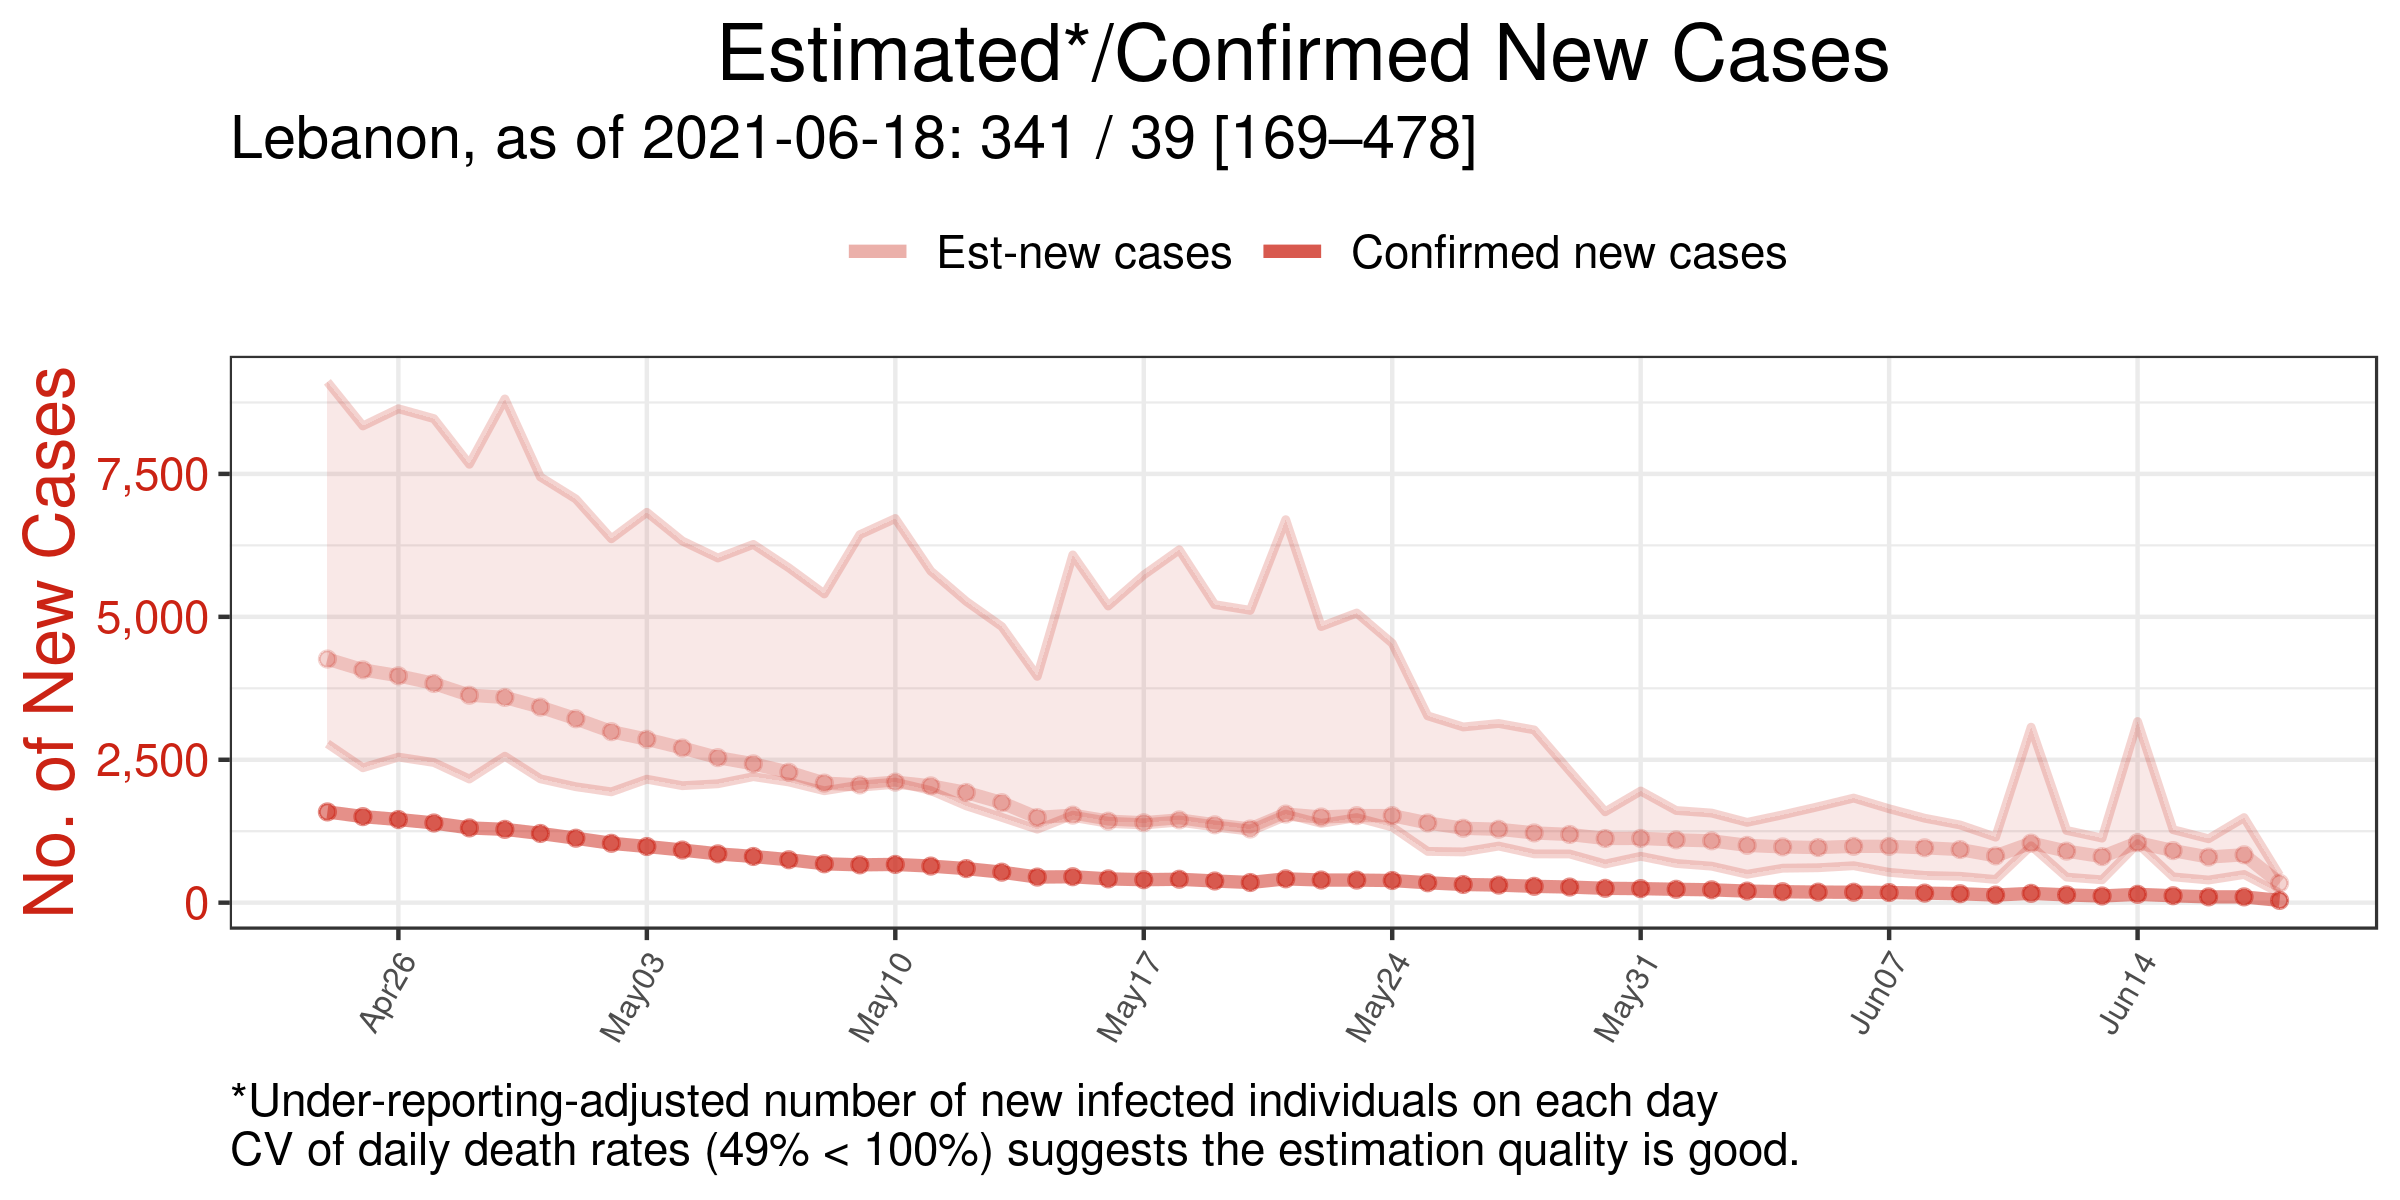 Estimated*/Confirmed New Cases
Lebanon, as of 2021-06-18: 341 / 39 [169–478]
Est-new cases
Confirmed new cases
No. of New Cases
7,500
5,000
2,500
0
Apr26
May03
May10
May17
May24
May31
Jun07
Jun14
*Under-reporting-adjusted number of new infected individuals on each day
CV of daily death rates (49% < 100%) suggests the estimation quality is good.